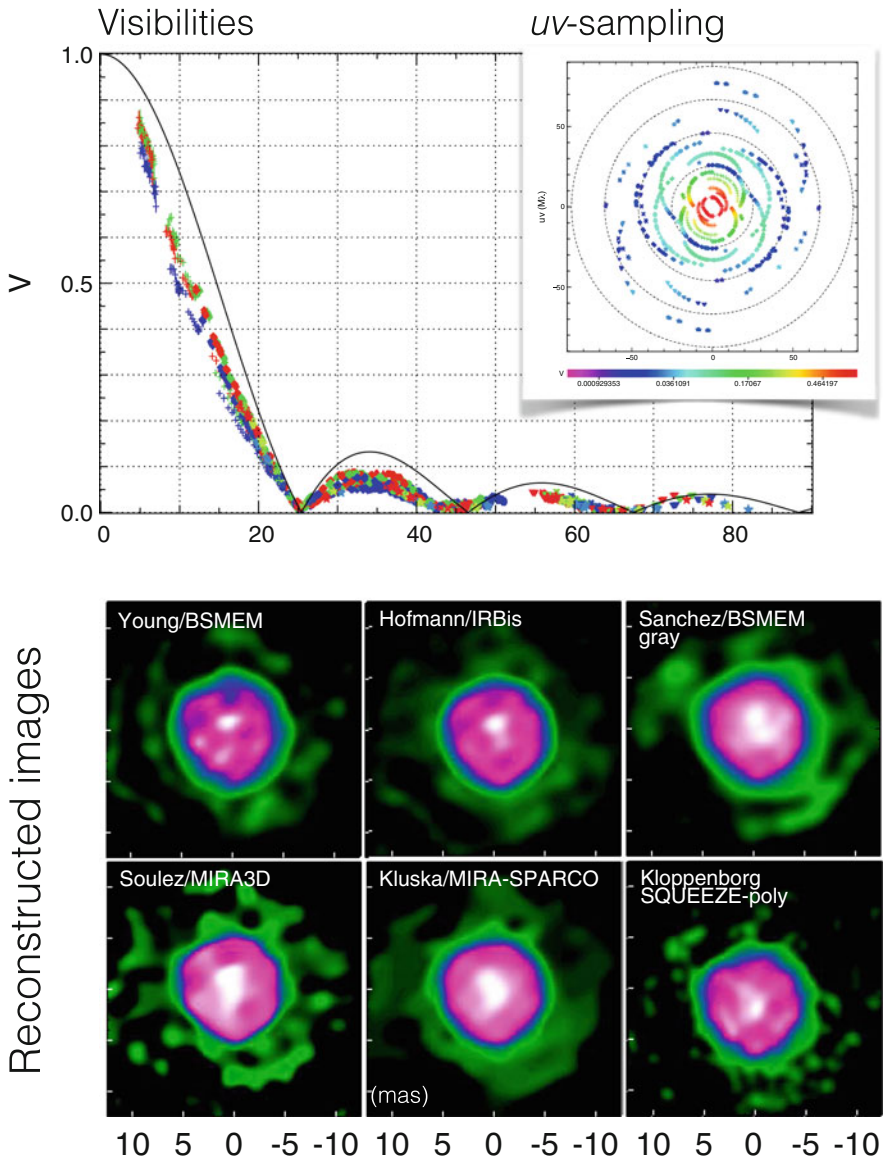 Visibilities
uv-sampling
1.0
0.5
0.0
V
0 20 40 60 80
50
0
−50
uv (Mλ)
−50 0 50
V
0.000929353 0.0361091 0.17067 0.464197
Reconstructed images
Young/BSMEM
Hofmann/IRBis
Sanchez/BSMEM
gray
Soulez/MIRA3D
Kluska/MIRA-SPARCO
Kloppenborg
SQUEEZE-poly
(mas)
10 5 0 -5 -10
10 5 0 -5 -10
10 5 0 -5 -10